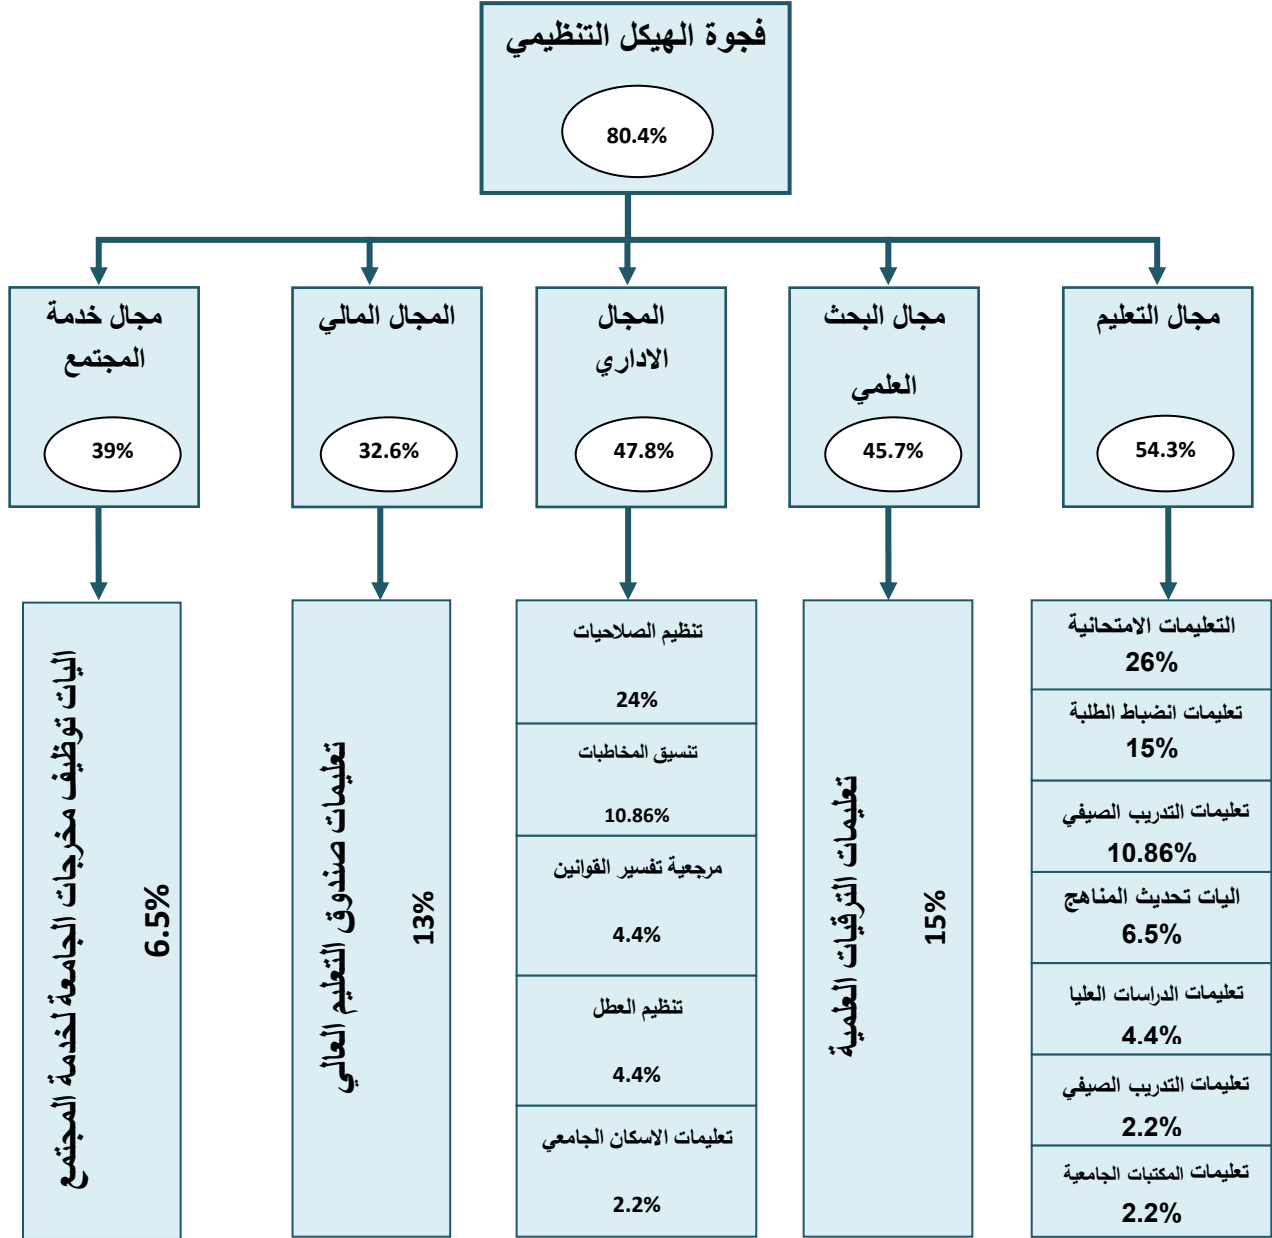 فجوة الهيكل التنظيمي
80.4%
مجال التعليم
54.3%
مجال البحث
العلمي
45.7%
المجال
الاداري
47.8%
المجال المالي
32.6%
مجال خدمة
المجتمع
39%
التعليمات الامتحانية
26%
تعليمات انضباط الطلبة
15%
تعليمات التدريب الصيفي
10.86%
اليات تحديث المناهج
6.5%
تعليمات الدراسات العليا
4.4%
تعليمات التدريب الصيفي
2.2%
تعليمات المكتبات الجامعية
2.2%
تعليمات الترقيات العلمية
15%
تنظيم الصلاحيات
24%
تنسيق المخاطبات
10.86%
مرجعية تفسير القوانين
4.4%
تنظيم العطل
4.4%
تعليمات الاسكان الجامعي
2.2%
تعليمات صندوق التعليم العالي
13%
اليات توظيف مخرجات الجامعة لخدمة المجتمع
6.5%